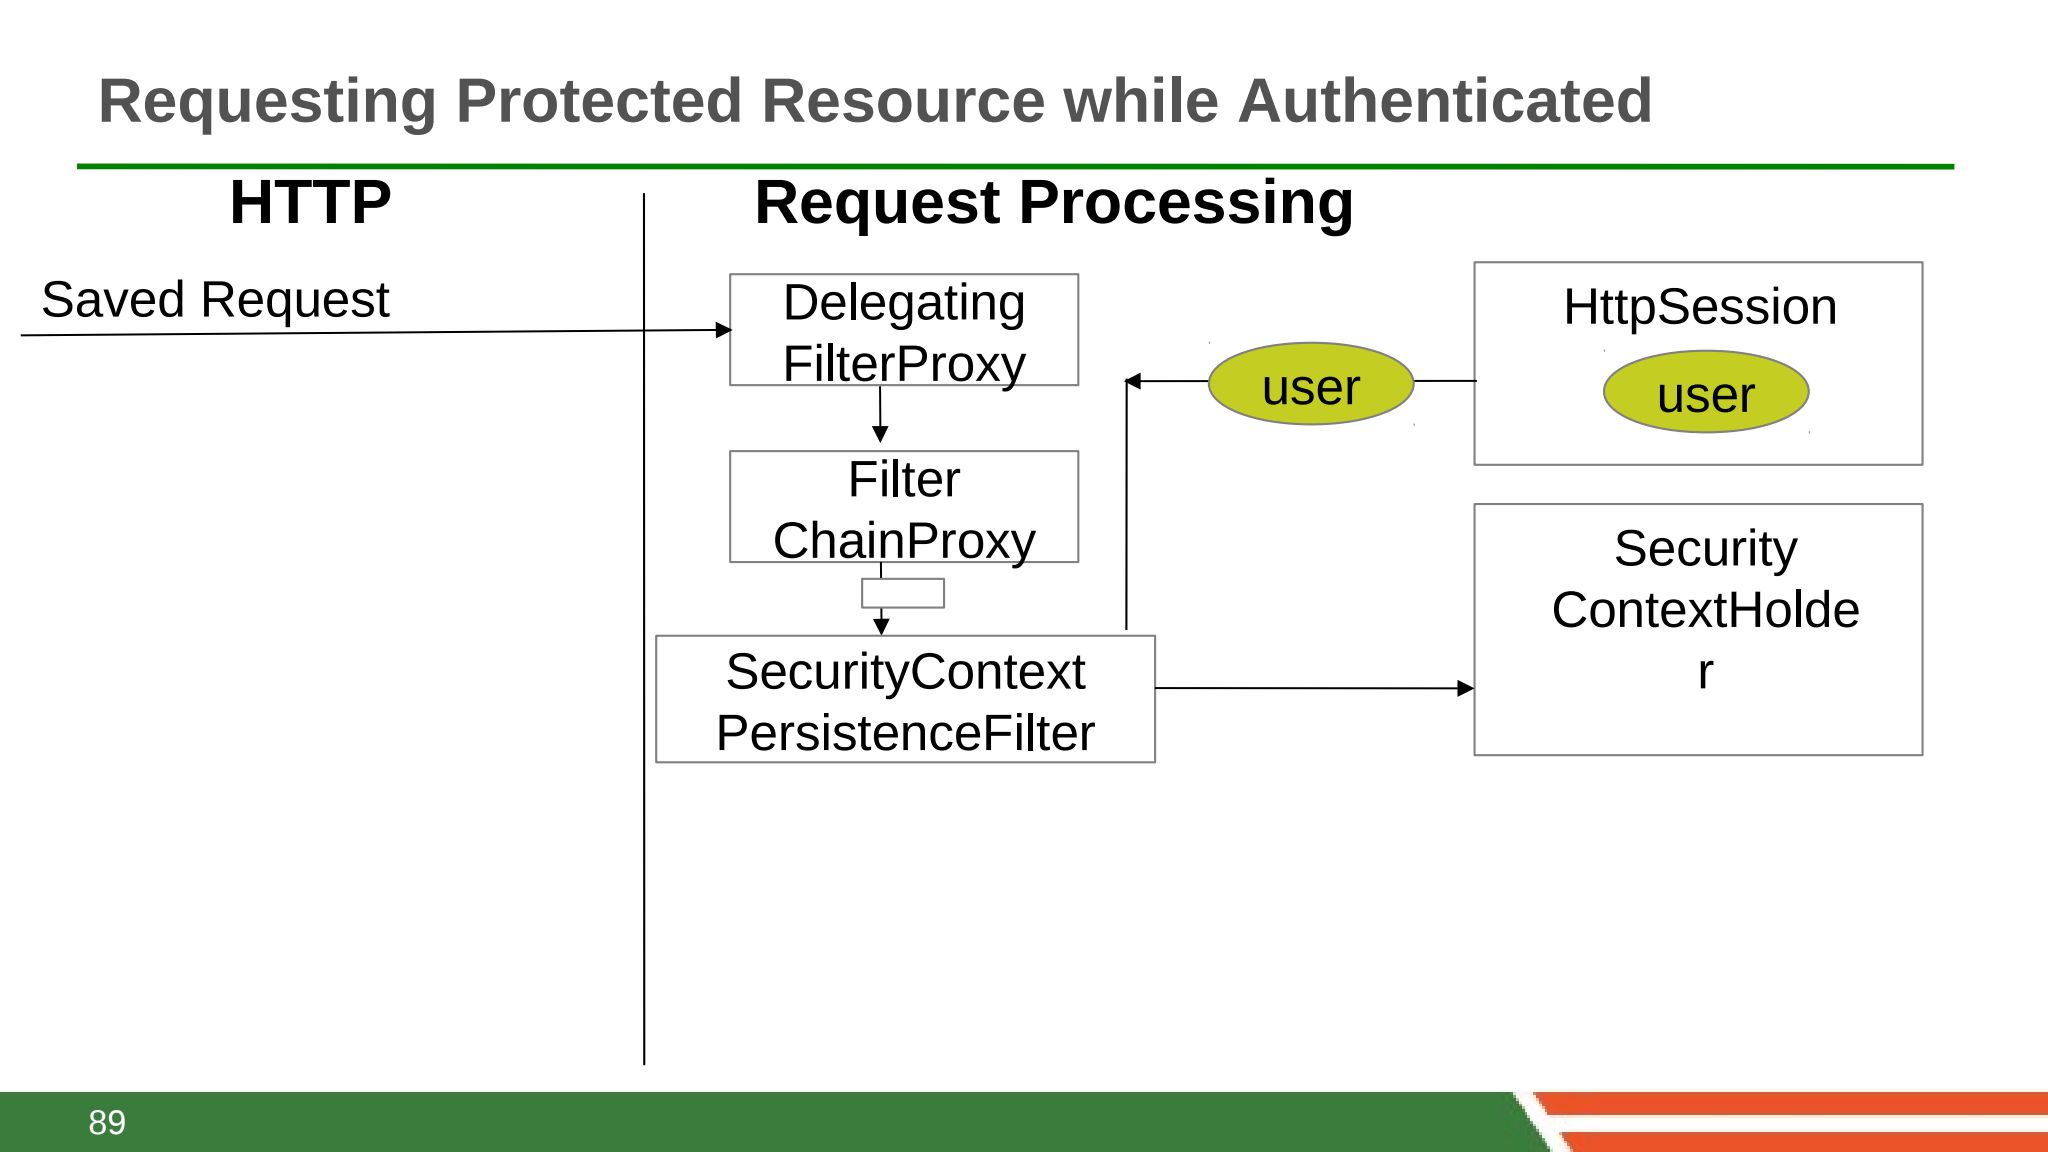 Requesting Protected Resource while Authenticated
HTTP
Request Processing
Saved Request
Delegating
FilterProxy
HttpSession
user
user
Filter
ChainProxy
Security
ContextHolde
r
SecurityContext
PersistenceFilter
89